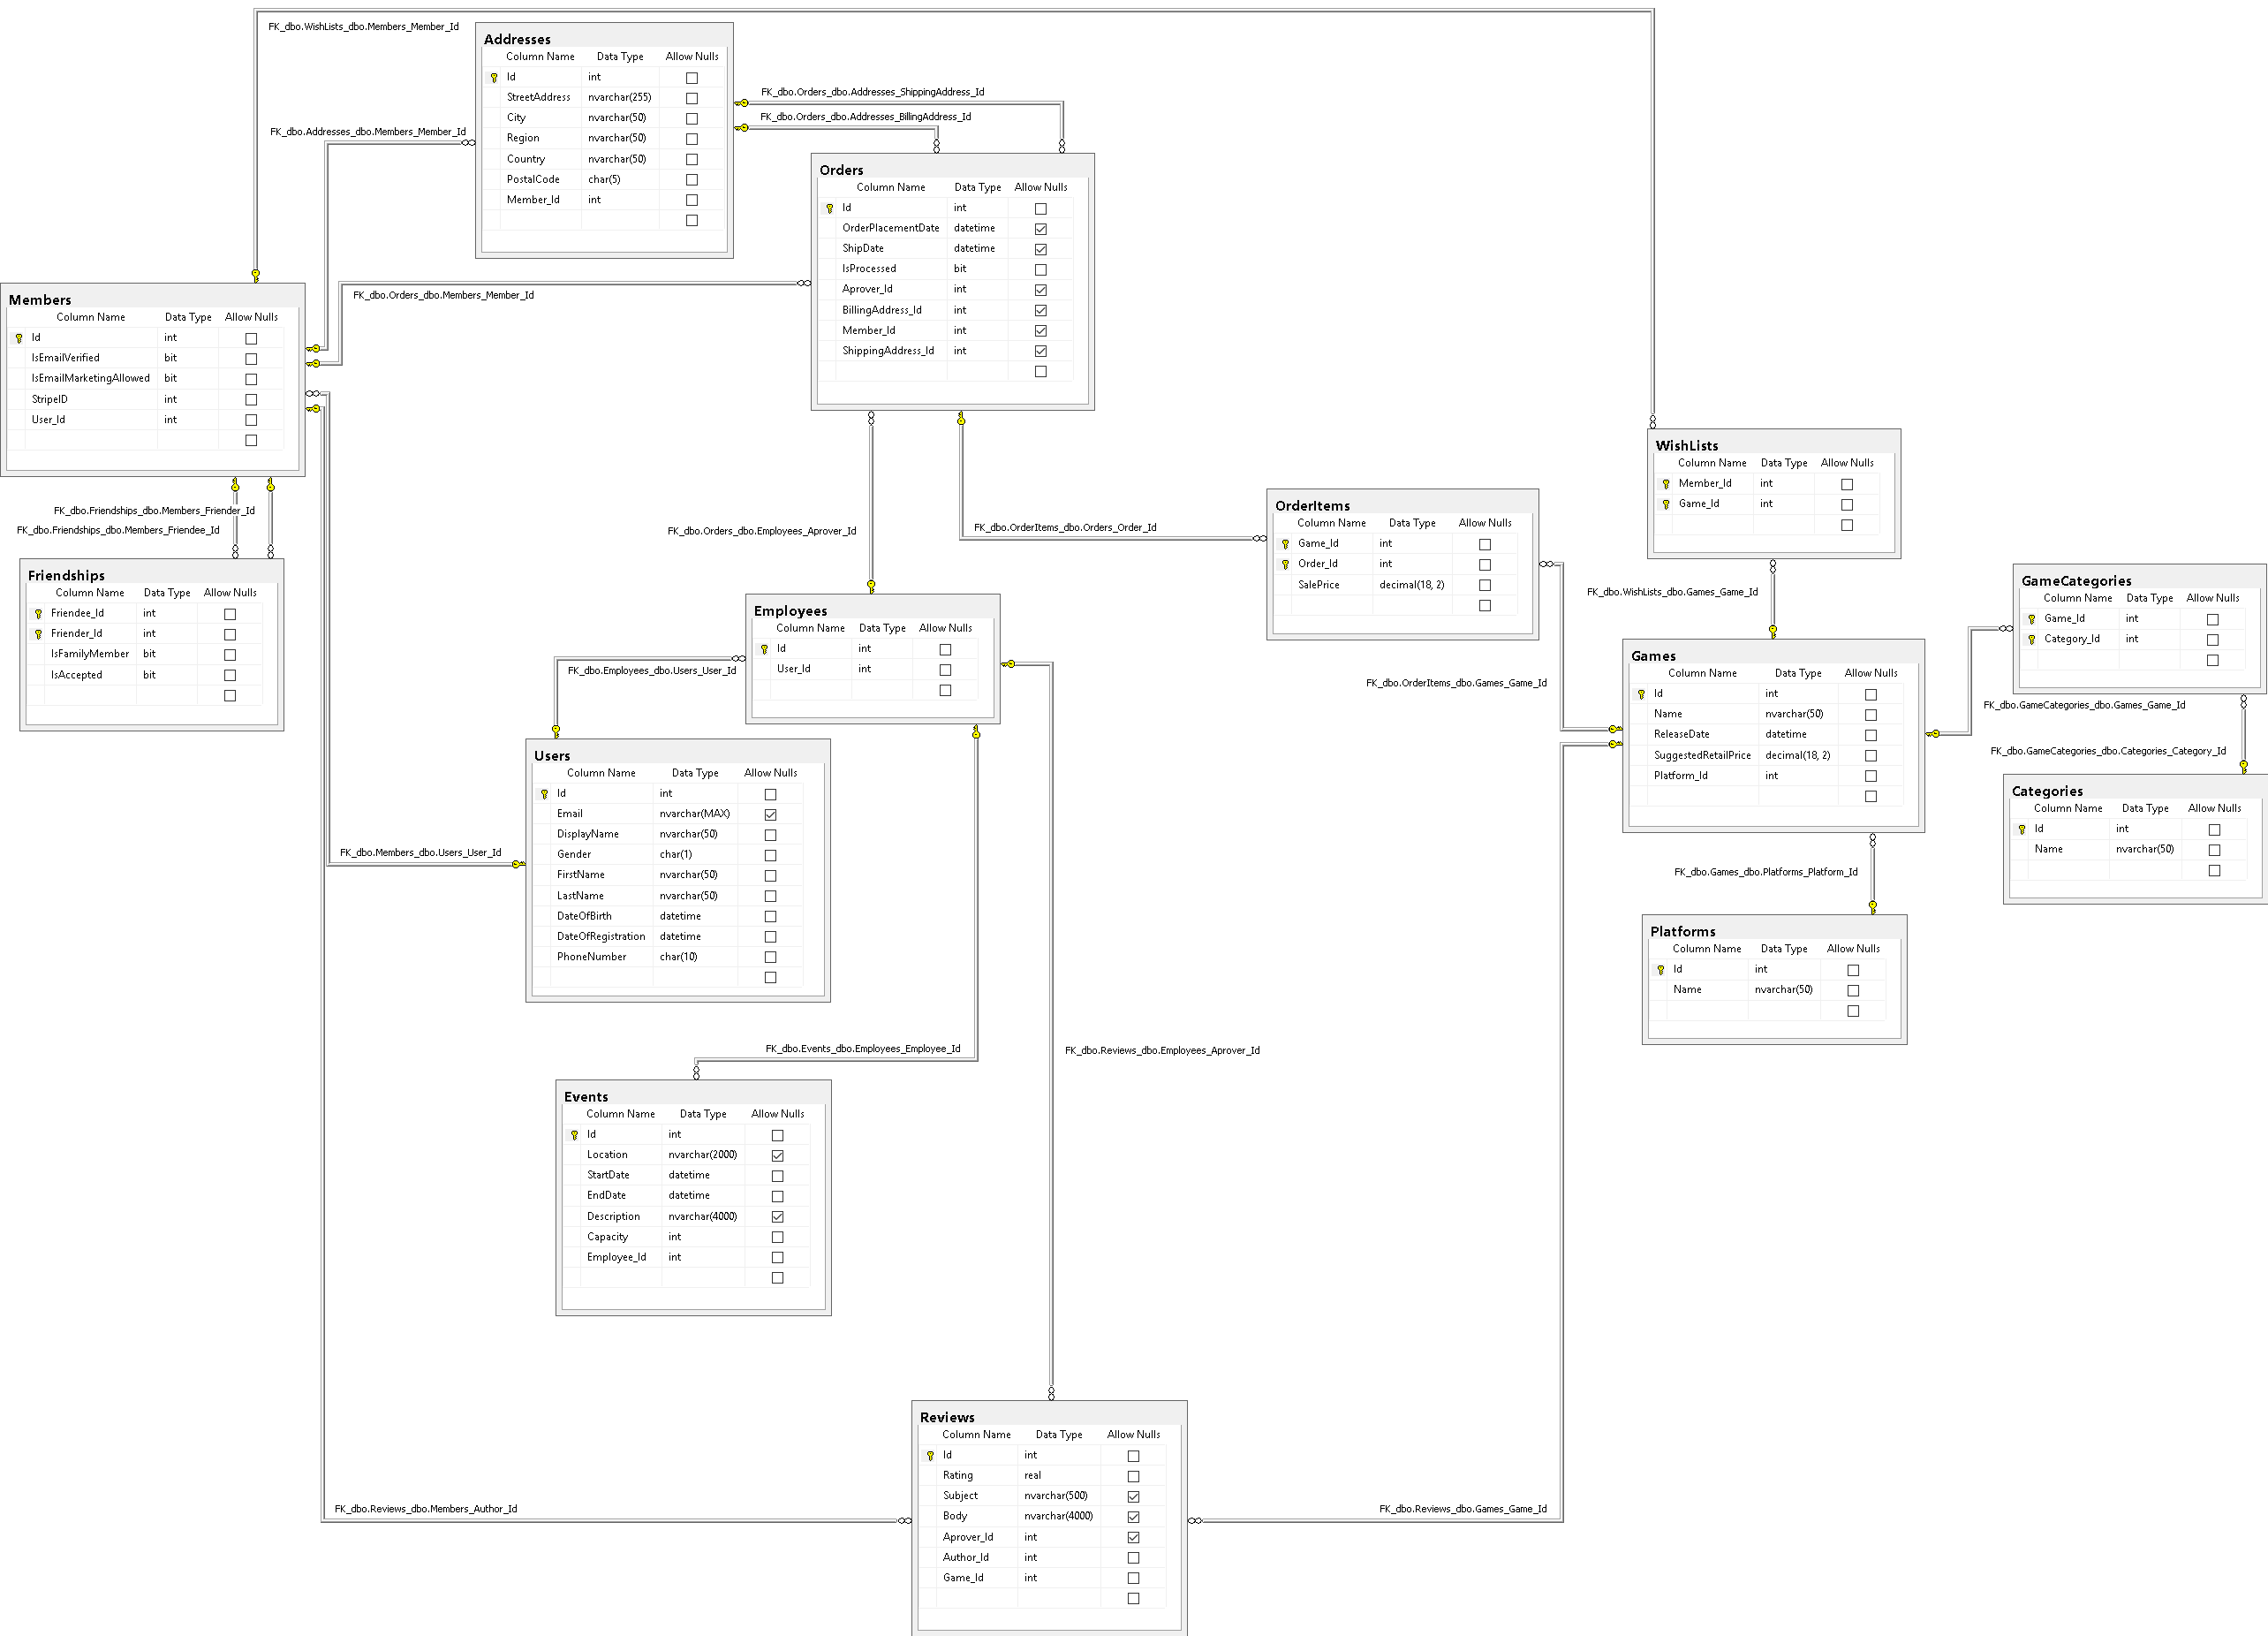 FK_dbo.WishLists_dbo.Members_Member_Id
Addresses
Column Name Data Type Allow Nulls
Id int
StreetAddress nvarchar(255)
City nvarchar(50)
Region nvarchar(50)
Country nvarchar(50)
PostalCode char(5)
Member_Id int
FK_dbo.Addresses_dbo.Members_Member_Id
FK_dbo.Orders_dbo.Addresses_ShippingAddress_Id
FK_dbo.Orders_dbo.Addresses_BillingAddress_Id
Orders
Column Name Data Type Allow Nulls
Id int
OrderPlacementDate datetime
ShipDate datetime
IsProcessed bit
Aprover_Id int
BillingAddress_Id int
Member_Id int
ShippingAddress_Id int
FK_dbo.Orders_dbo.Members_Member_Id
Members
Column Name Data Type Allow Nulls
Id int
IsEmailVerified bit
IsEmailMarketingAllowed bit
StripeID int
User_Id int
FK_dbo.Friendships_dbo.Members_Friender_Id
FK_dbo.Friendships_dbo.Members_Friendee_Id
Friendships
Column Name Data Type Allow Nulls
Friendee_Id int
Friender_Id int
IsFamilyMember bit
IsAccepted bit
FK_dbo.Orders_dbo.Employees_Aprover_Id
FK_dbo.OrderItems_dbo.Orders_Order_Id
OrderItems
Column Name Data Type Allow Nulls
Game_Id int
Order_Id int
SalePrice decimal(18, 2)
WishLists
Column Name Data Type Allow Nulls
Member_Id int
Game_Id int
FK_dbo.WishLists_dbo.Games_Game_Id
GameCategories
Column Name Data Type Allow Nulls
Game_Id int
Category_Id int
Employees
Column Name Data Type Allow Nulls
Id int
User_Id int
FK_dbo.Employees_dbo.Users_User_Id
FK_dbo.OrderItems_dbo.Games_Game_Id
Games
Column Name Data Type Allow Nulls
Id int
Name nvarchar(50)
ReleaseDate datetime
SuggestedRetailPrice decimal(18, 2)
Platform_Id int
FK_dbo.GameCategories_dbo.Games_Game_Id
FK_dbo.GameCategories_dbo.Categories_Category_Id
Categories
Column Name Data Type Allow Nulls
Id int
Name nvarchar(50)
Users
Column Name Data Type Allow Nulls
Id int
Email nvarchar(MAX)
DisplayName nvarchar(50)
Gender char(1)
FirstName nvarchar(50)
LastName nvarchar(50)
DateOfBirth datetime
DateOfRegistration datetime
PhoneNumber char(10)
FK_dbo.Members_dbo.Users_User_Id
FK_dbo.Games_dbo.Platforms_Platform_Id
Platforms
Column Name Data Type Allow Nulls
Id int
Name nvarchar(50)
FK_dbo.Events_dbo.Employees_Employee_Id
FK_dbo.Reviews_dbo.Employees_Aprover_Id
Events
Column Name Data Type Allow Nulls
Id int
Location nvarchar(2000)
StartDate datetime
EndDate datetime
Description nvarchar(4000)
Capacity int
Employee_Id int
Reviews
Column Name Data Type Allow Nulls
Id int
Rating real
Subject nvarchar(500)
Body nvarchar(4000)
Aprover_Id int
Author_Id int
Game_Id int
FK_dbo.Reviews_dbo.Members_Author_Id
FK_dbo.Reviews_dbo.Games_Game_Id